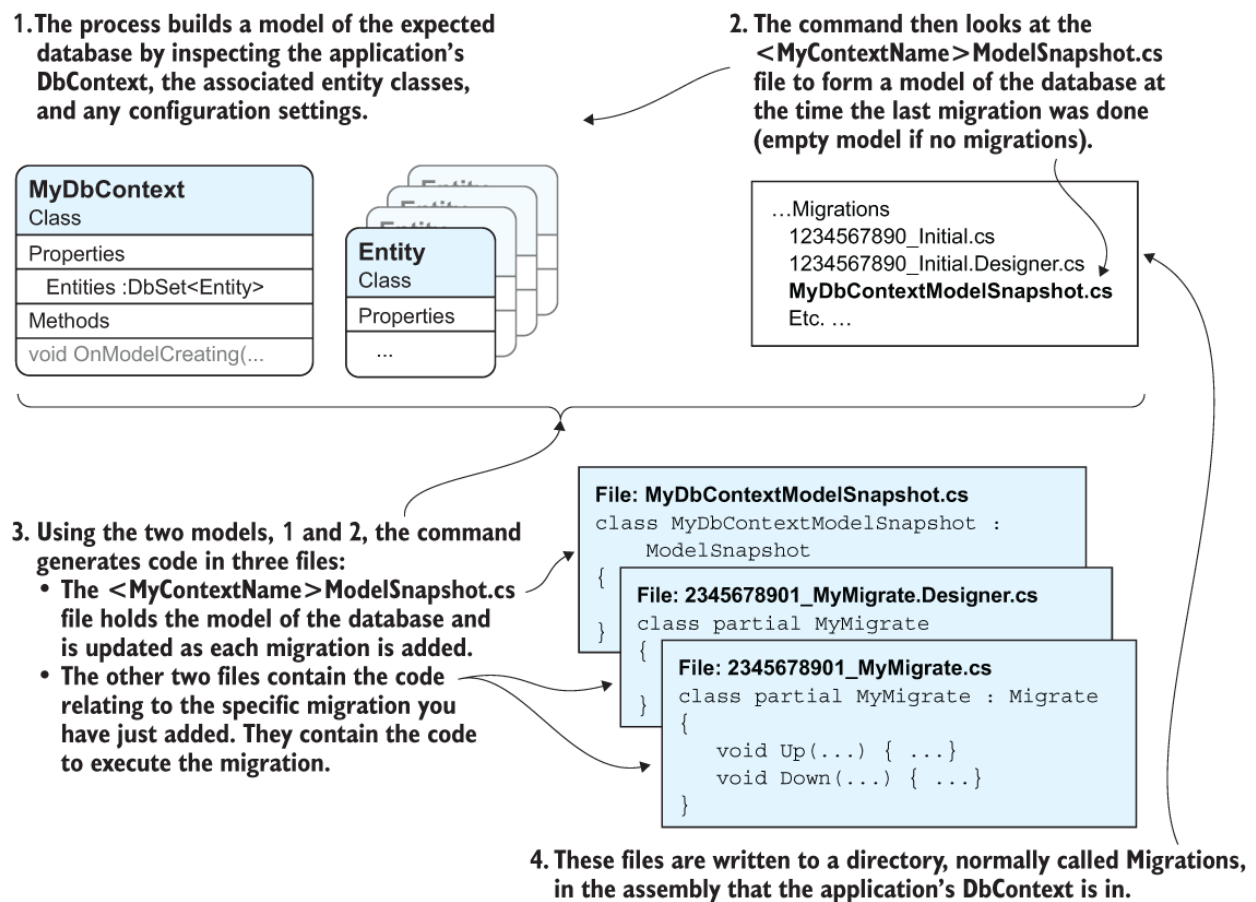 1. The process builds a model of the expected
database by inspecting the application's
DbContext, the associated entity classes,
and any configuration settings.
2. The command then looks at the
<MyContextName>ModelSnapshot.cs
file to form a model of the database at
the time the last migration was done
(empty model if no migrations).
MyDbContext
Class
Properties
Entities :DbSet<Entity>
Methods
void OnModelCreating(...
Entity
Entity
Entity
Entity
Class
Properties
...
...Migrations
1234567890_Initial.cs
1234567890_Initial.Designer.cs
MyDbContextModelSnapshot.cs
Etc. ...
3. Using the two models, 1 and 2, the command
generates code in three files:
• The <MyContextName>ModelSnapshot.cs
file holds the model of the database and
is updated as each migration is added.
• The other two files contain the code
relating to the specific migration you
have just added. They contain the code
to execute the migration.
File: MyDbContextModelSnapshot.cs
class MyDbContextModelSnapshot :
ModelSnapshot
{
}
File: 2345678901_MyMigrate.Designer.cs
class partial MyMigrate
{
}
File: 2345678901_MyMigrate.cs
class partial MyMigrate : Migrate
{
void Up(...) { ...}
void Down(...) { ...}
}
4. These files are written to a directory, normally called Migrations,
in the assembly that the application's DbContext is in.